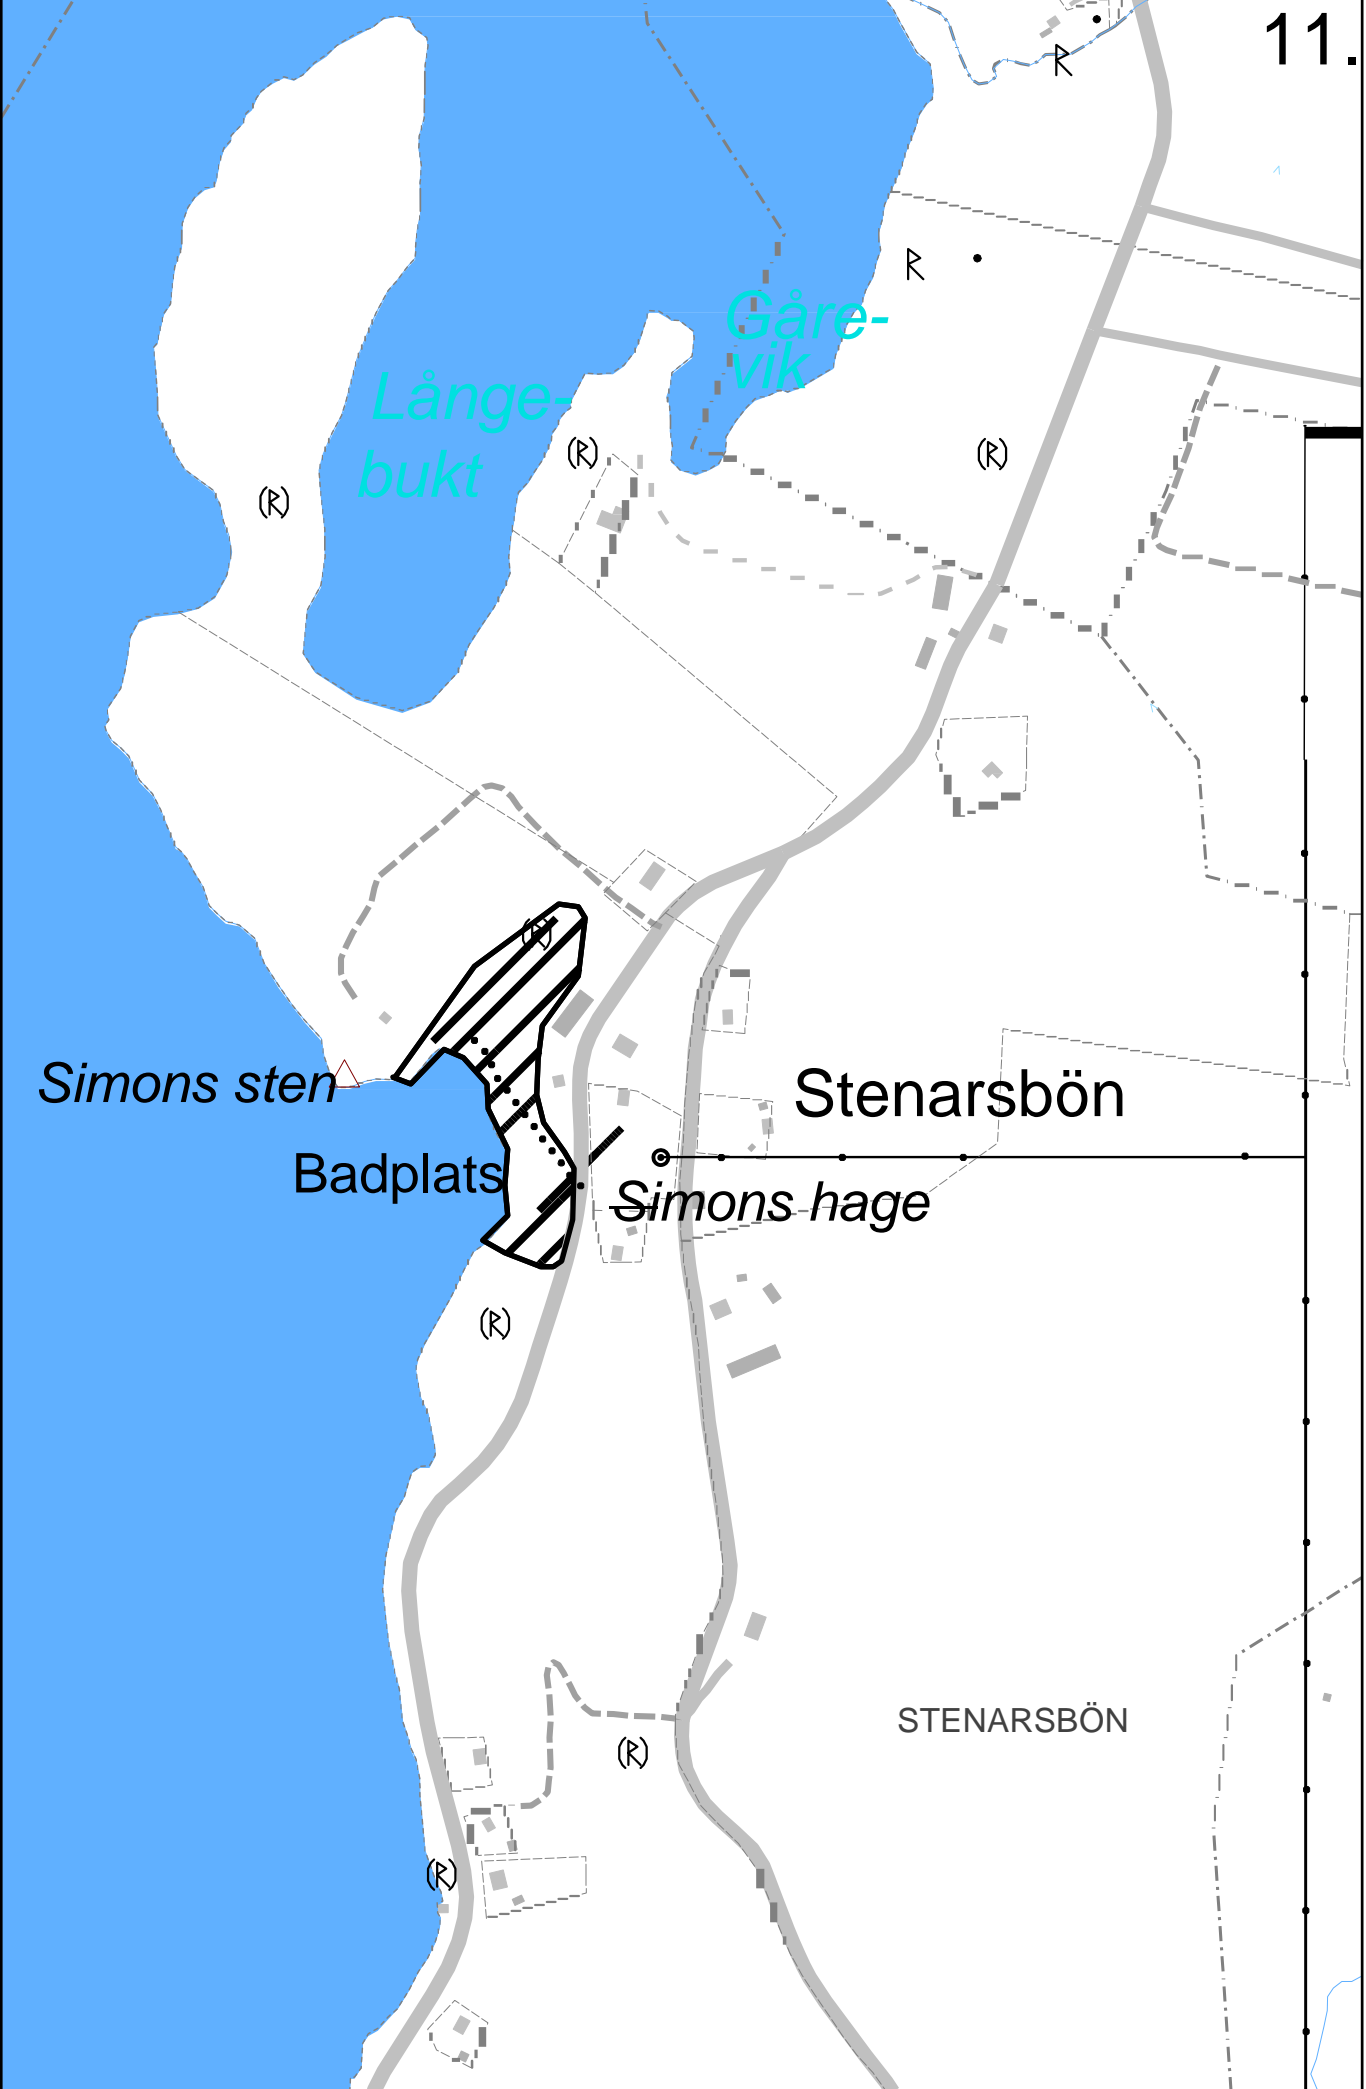 11.
R
R
Gåre-
vik
Långe-
bukt
(R)
(R)
(R)
(R)
Simons sten
Stenarsbön
Badplats
Simons hage
(R)
STENARSBÖN
(R)
(R)